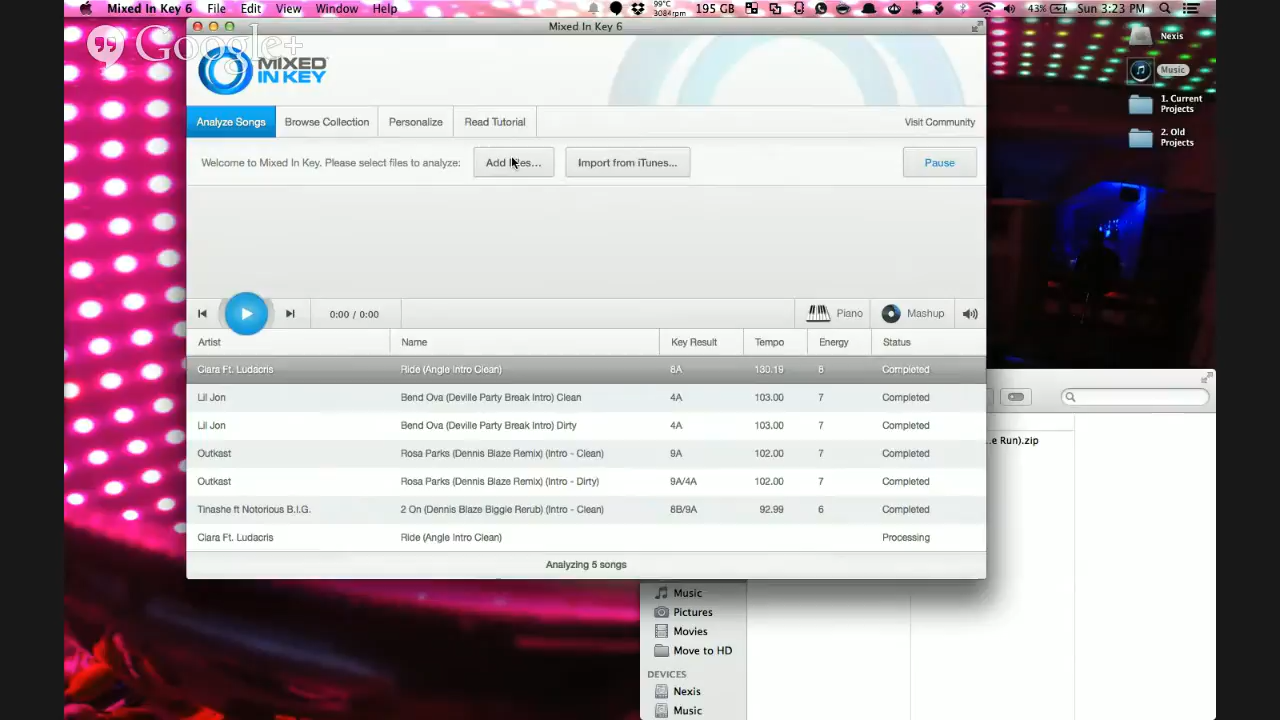 Mixed In Key 6 File Edit View Window Help 99°C 3084rpm 195 GB 43% Sun 3:23 PM
Mixed In Key 6
Google+
MIXED IN KEY
Nexis
Music
1. Current Projects
2. Old Projects
Analyze Songs Browse Collection Personalize Read Tutorial Visit Community
Welcome to Mixed In Key. Please select files to analyze: Add files... Import from iTunes... Pause
0:00 / 0:00 Piano Mashup
Artist Name Key Result Tempo Energy Status
Ciara Ft. Ludacris Ride (Angle Intro Clean) 8A 130.19 8 Completed
Lil Jon Bend Ova (Deville Party Break Intro) Clean 4A 103.00 7 Completed
Lil Jon Bend Ova (Deville Party Break Intro) Dirty 4A 103.00 7 Completed
Outkast Rosa Parks (Dennis Blaze Remix) (Intro - Clean) 9A 102.00 7 Completed
Outkast Rosa Parks (Dennis Blaze Remix) (Intro - Dirty) 9A/4A 102.00 7 Completed
Tinashe ft Notorious B.I.G. 2 On (Dennis Blaze Biggie Rerub) (Intro - Clean) 8B/9A 92.99 6 Completed
Ciara Ft. Ludacris Ride (Angle Intro Clean) Processing
Analyzing 5 songs
...e Run).zip
Music
Pictures
Movies
Move to HD
DEVICES
Nexis
Music